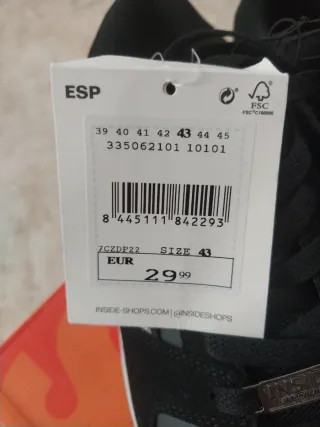 ESP
FSC
39 40 41 42 43 44 45
335062101 10101
8 445111 842293
7CZDP22 SIZE 43
EUR
29 99
INSIDE-SHOPS.COM | @INSIDESHOPS